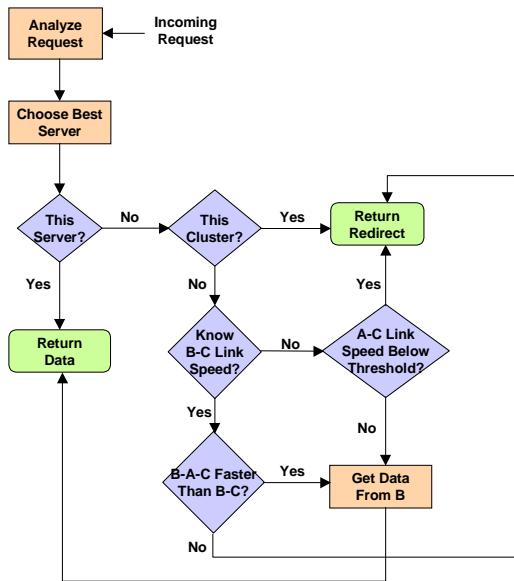 Analyze
Request
Incoming
Request
Choose Best
Server
This
Server?
No
This
Cluster?
Yes
Return
Redirect
Yes
No
Yes
Return
Data
Know
B-C Link
Speed?
No
A-C Link
Speed Below
Threshold?
Yes
No
B-A-C Faster
Than B-C?
Yes
Get Data
From B
No